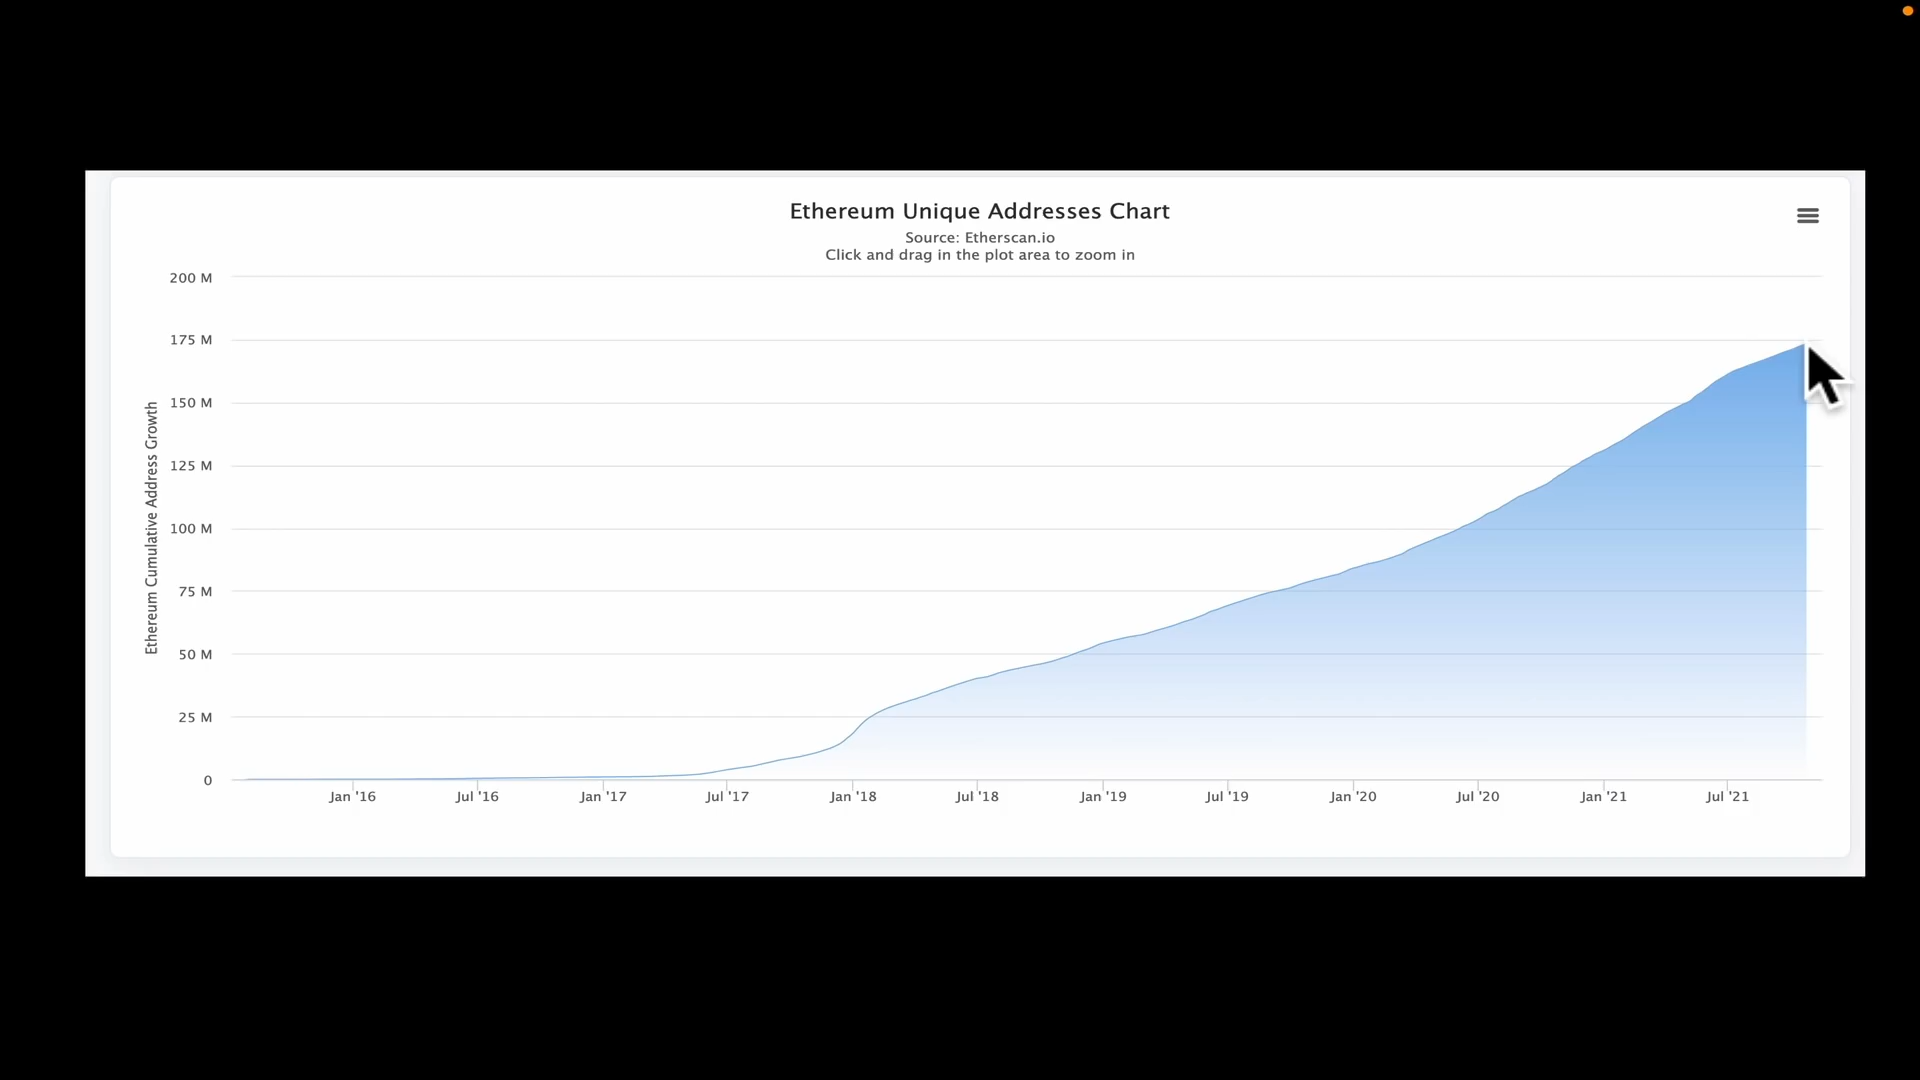 Ethereum Unique Addresses Chart
Source: Etherscan.io
Click and drag in the plot area to zoom in
Ethereum Cumulative Address Growth
200 M
175 M
150 M
125 M
100 M
75 M
50 M
25 M
0
Jan '16
Jul '16
Jan '17
Jul '17
Jan '18
Jul '18
Jan '19
Jul '19
Jan '20
Jul '20
Jan '21
Jul '21